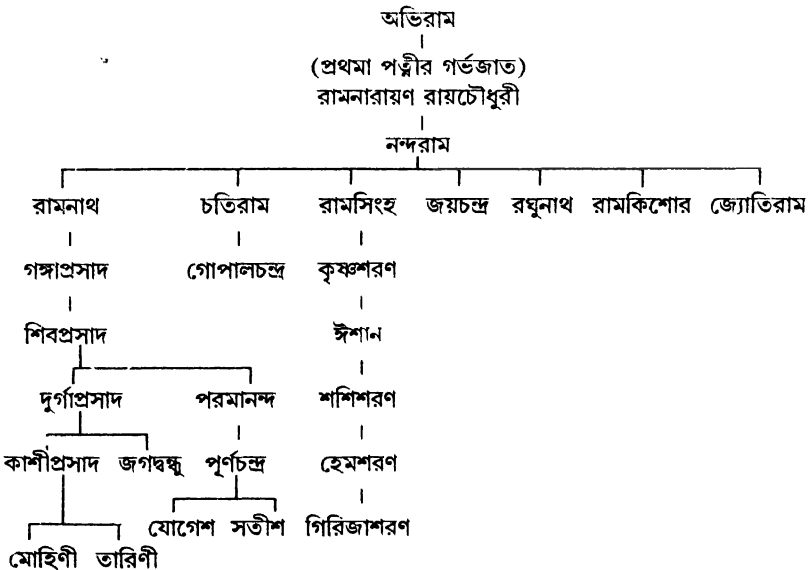 অভিরাম
(প্রথমা পত্নীর গর্ভজাত)
রামনারায়ণ রায়চৌধুরী
নন্দরাম
রামনাথ চতিরাম রামসিংহ জয়চন্দ্র রঘুনাথ রামকিশোর জ্যোতিরাম
গঙ্গাপ্রসাদ গোপালচন্দ্র কৃষ্ণশরণ
শিবপ্রসাদ ঈশান
দুর্গাপ্রসাদ পরমানন্দ শশিশরণ
কাশীপ্রসাদ জগদ্বন্ধু পূর্ণচন্দ্র হেমশরণ
যোগেশ সতীশ গিরিজাশরণ
মোহিণী তারিণী